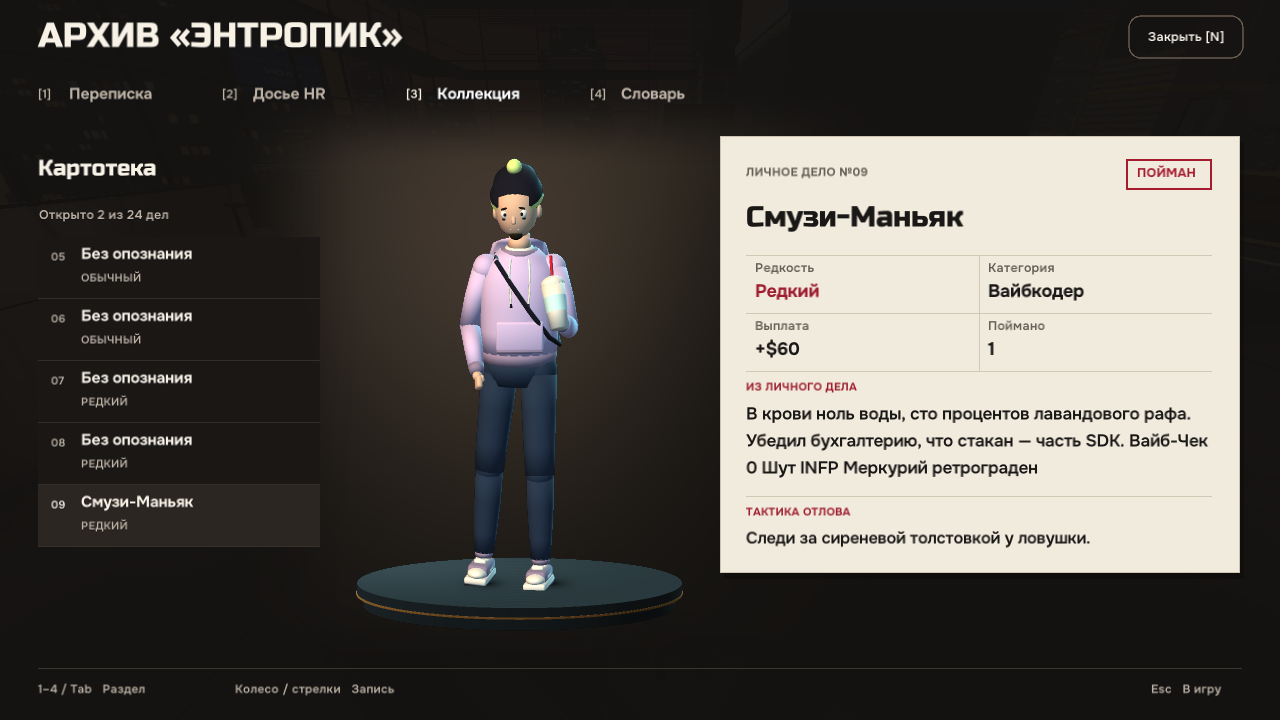 АРХИВ «ЭНТРОПИК»
Закрыть [N]
[1] Переписка
[2] Досье HR
[3] Коллекция
[4] Словарь
Картотека
Открыто 2 из 24 дел
05 Без опознания
ОБЫЧНЫЙ
06 Без опознания
ОБЫЧНЫЙ
07 Без опознания
РЕДКИЙ
08 Без опознания
РЕДКИЙ
09 Смузи-Маньяк
РЕДКИЙ
ЛИЧНОЕ ДЕЛО №09
ПОЙМАН
Смузи-Маньяк
Редкость
Редкий
Категория
Вайбкодер
Выплата
+$60
Поймано
1
ИЗ ЛИЧНОГО ДЕЛА
В крови ноль воды, сто процентов лавандового рафа.
Убедил бухгалтерию, что стакан — часть SDK. Вайб-Чек
0 Шут INFP Меркурий ретрограден
ТАКТИКА ОТЛОВА
Следи за сиреневой толстовкой у ловушки.
1–4 / Tab Раздел
Колесо / стрелки Запись
Esc В игру